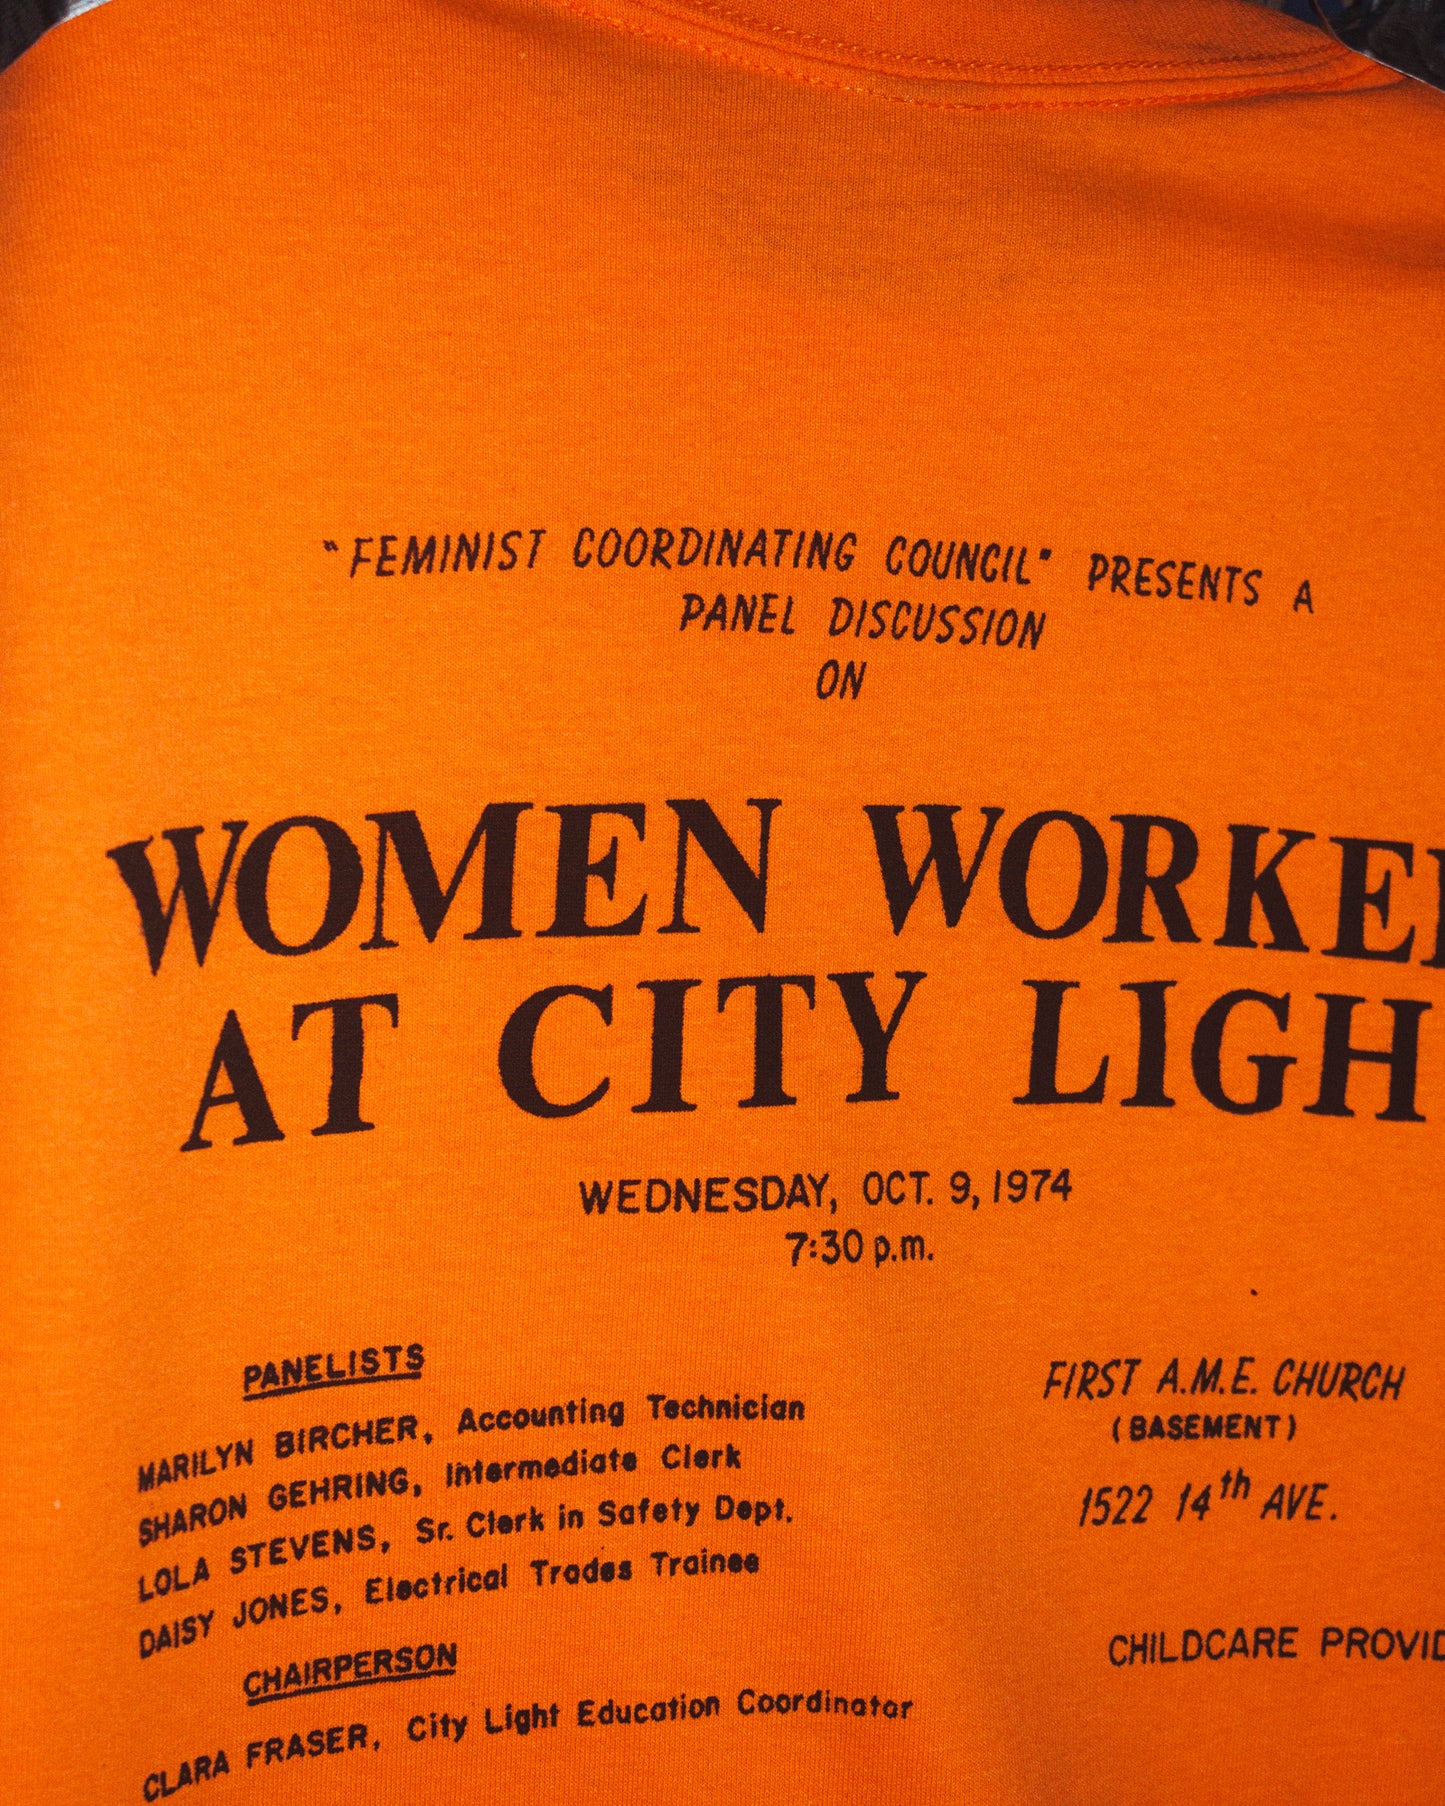 "FEMINIST COORDINATING COUNCIL" PRESENTS A
PANEL DISCUSSION
ON
WOMEN WORKE
AT CITY LIGH
WEDNESDAY, OCT. 9, 1974
7:30 p.m.
PANELISTS
MARILYN BIRCHER, Accounting Technician
SHARON GEHRING, Intermediate Clerk
LOLA STEVENS, Sr. Clerk in Safety Dept.
DAISY JONES, Electrical Trades Trainee
CHAIRPERSON
CLARA FRASER, City Light Education Coordinator
FIRST A.M.E. CHURCH
(BASEMENT)
1522 14th AVE.
CHILDCARE PROVID